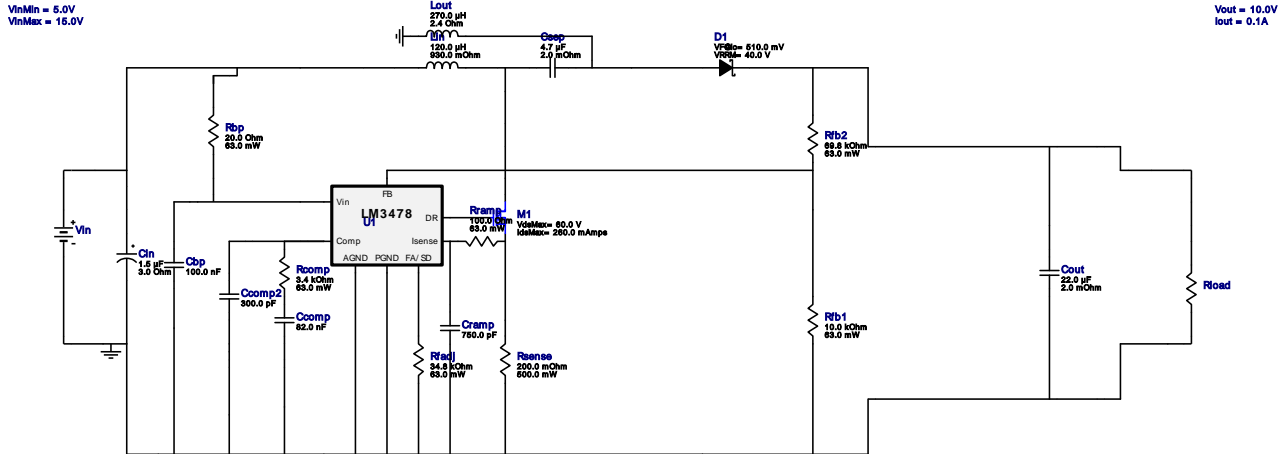 VinMin = 5.0V
VinMax = 15.0V
Vout = 10.0V
Iout = 0.1A
Lout
270.0 µH
2.4 Ohm
Lin
120.0 µH
930.0 mOhm
Csep
4.7 µF
2.0 mOhm
D1
= 510.0 mV
VRRM= 40.0 V
Rbp
20.0 Ohm
63.0 mW
Rfb2
69.8 kOhm
63.0 mW
Vin
FB
LM3478
U1
DR
Comp
Isense
AGND PGND FA/SD
Rramp
100.0 Ohm
63.0 mW
M1
VdsMax= 60.0 V
IdsMax= 260.0 mAmps
+
Vin
-
+
Cin
1.5 µF
3.0 Ohm
Cbp
100.0 nF
Rcomp
3.4 kOhm
63.0 mW
Ccomp2
300.0 pF
Ccomp
82.0 nF
Cramp
750.0 pF
Rfadj
34.8 kOhm
63.0 mW
Rsense
200.0 mOhm
500.0 mW
Rfb1
10.0 kOhm
63.0 mW
Cout
22.0 µF
2.0 mOhm
Rload